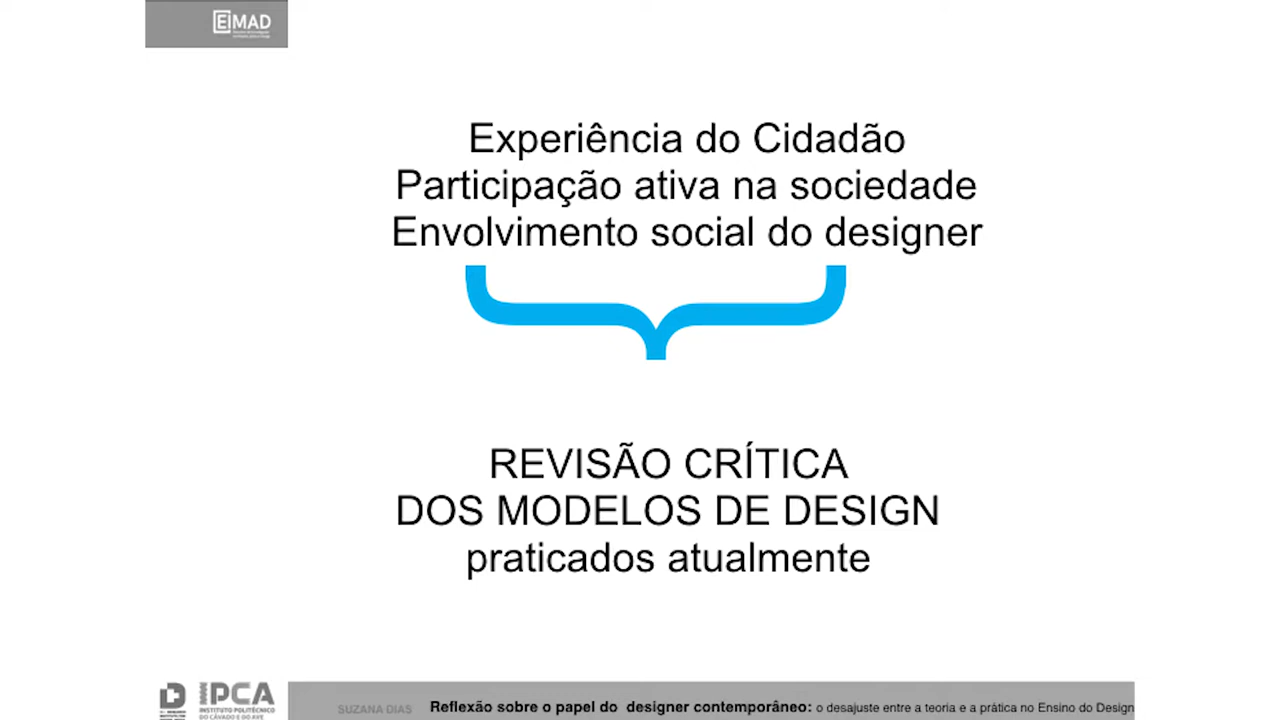 EIMAD
Experiência do Cidadão
Participação ativa na sociedade
Envolvimento social do designer
REVISÃO CRÍTICA
DOS MODELOS DE DESIGN
praticados atualmente
IPCA
INSTITUTO POLITÉCNICO
DO CÁVADO E DO AVE
SUZANA DIAS
Reflexão sobre o papel do designer contemporâneo: o desajuste entre a teoria e a prática no Ensino do Design